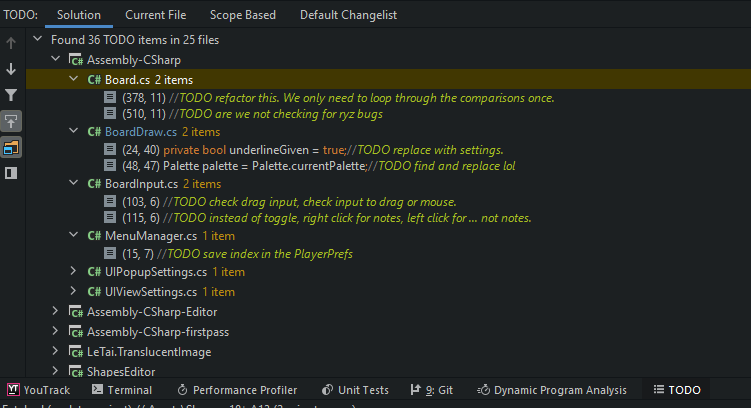 TODO: Solution Current File Scope Based Default Changelist
Found 36 TODO items in 25 files
C# Assembly-CSharp
C# Board.cs 2 items
(378, 11) //TODO refactor this. We only need to loop through the comparisons once.
(510, 11) //TODO are we not checking for ryz bugs
C# BoardDraw.cs 2 items
(24, 40) private bool underlineGiven = true;//TODO replace with settings.
(48, 47) Palette palette = Palette.currentPalette;//TODO find and replace lol
C# BoardInput.cs 2 items
(103, 6) //TODO check drag input, check input to drag or mouse.
(115, 6) //TODO instead of toggle, right click for notes, left click for ... not notes.
C# MenuManager.cs 1 item
(15, 7) //TODO save index in the PlayerPrefs
C# UIPopupSettings.cs 1 item
C# UIViewSettings.cs 1 item
C# Assembly-CSharp-Editor
C# Assembly-CSharp-firstpass
C# LeTai.TranslucentImage
C# ShapesEditor
YT YouTrack Terminal Performance Profiler Unit Tests 9: Git Dynamic Program Analysis TODO